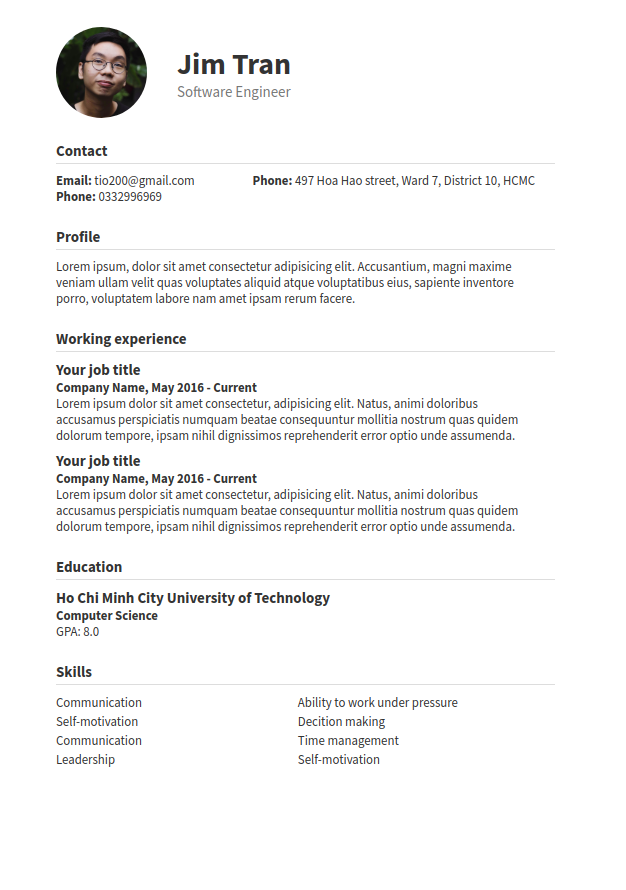 Jim Tran
Software Engineer
Contact
Email: tio200@gmail.com
Phone: 497 Hoa Hao street, Ward 7, District 10, HCMC
Phone: 0332996969
Profile
Lorem ipsum, dolor sit amet consectetur adipisicing elit. Accusantium, magni maxime
veniam ullam velit quas voluptates aliquid atque voluptatibus eius, sapiente inventore
porro, voluptatem labore nam amet ipsam rerum facere.
Working experience
Your job title
Company Name, May 2016 - Current
Lorem ipsum dolor sit amet consectetur, adipisicing elit. Natus, animi doloribus
accusamus perspiciatis numquam beatae consequuntur mollitia nostrum quas quidem
dolorum tempore, ipsam nihil dignissimos reprehenderit error optio unde assumenda.
Your job title
Company Name, May 2016 - Current
Lorem ipsum dolor sit amet consectetur, adipisicing elit. Natus, animi doloribus
accusamus perspiciatis numquam beatae consequuntur mollitia nostrum quas quidem
dolorum tempore, ipsam nihil dignissimos reprehenderit error optio unde assumenda.
Education
Ho Chi Minh City University of Technology
Computer Science
GPA: 8.0
Skills
Communication
Ability to work under pressure
Self-motivation
Decition making
Communication
Time management
Leadership
Self-motivation